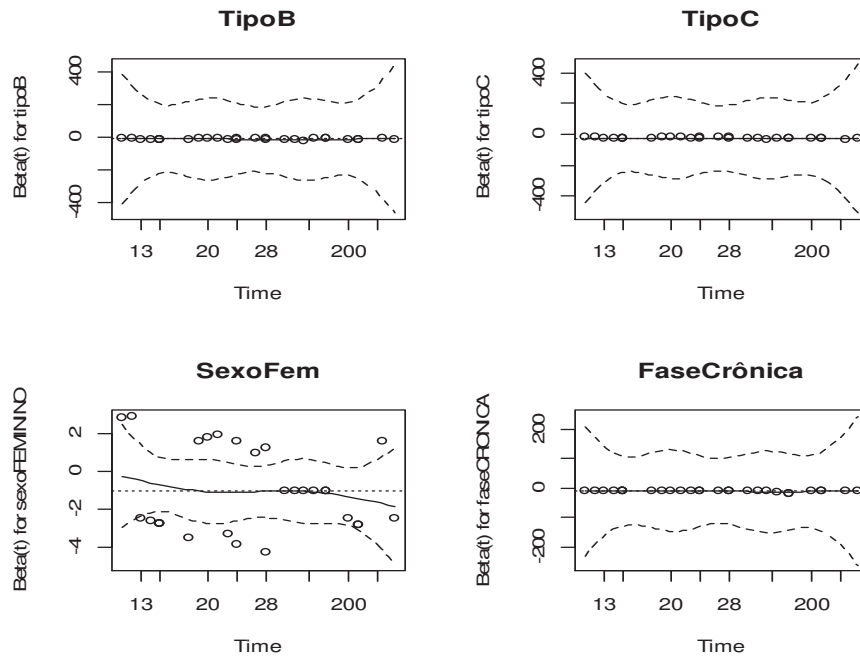 TipoB
Beta(t) for tipoB
400
0
-400
13
20
28
200
Time
TipoC
Beta(t) for tipoC
400
0
-400
13
20
28
200
Time
SexoFem
Beta(t) for sexoFEMININO
2
0
-2
-4
13
20
28
200
Time
FaseCrônica
Beta(t) for faseCRONICA
200
0
-200
13
20
28
200
Time